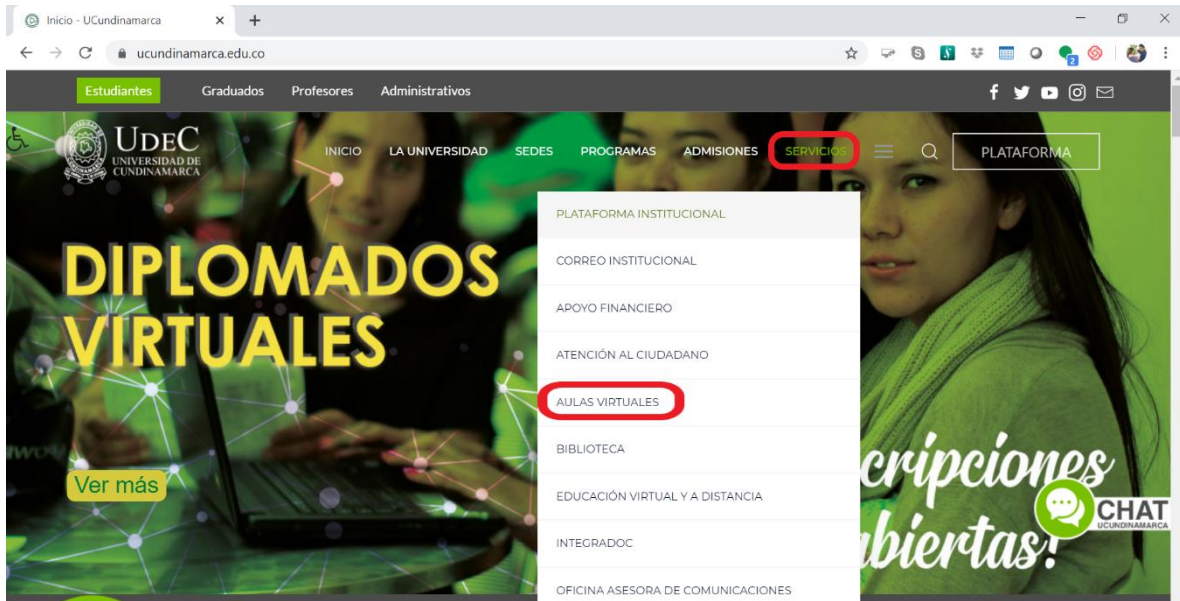 Inicio - UCundinamarca
ucundinamarca.edu.co
2
Estudiantes Graduados Profesores Administrativos
UDEC
UNIVERSIDAD DE
CUNDINAMARCA
INICIO LA UNIVERSIDAD SEDES PROGRAMAS ADMISIONES SERVICIOS PLATAFORMA
PLATAFORMA INSTITUCIONAL
CORREO INSTITUCIONAL
APOYO FINANCIERO
ATENCIÓN AL CIUDADANO
AULAS VIRTUALES
BIBLIOTECA
EDUCACIÓN VIRTUAL Y A DISTANCIA
INTEGRADOC
OFICINA ASESORA DE COMUNICACIONES
DIPLOMADOS
VIRTUALES
Ver más
cripciones
abiertas!
CHAT
UCUNDINAMARCA